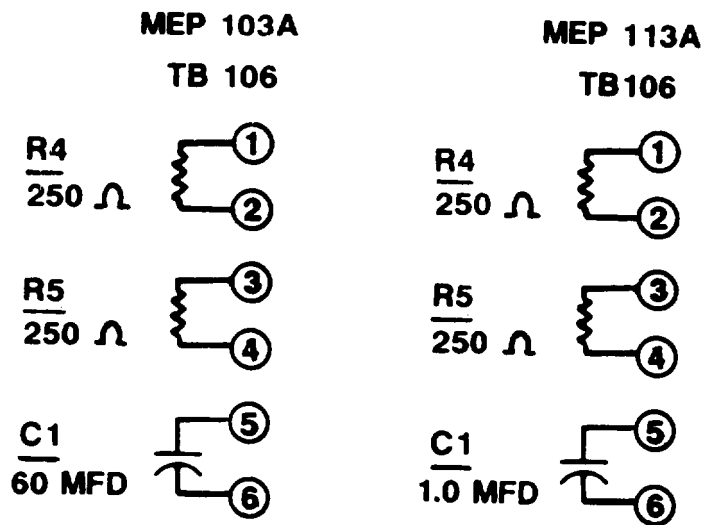 MEP 103A
TB 106
R4
250 Ω
1
2
R5
250 Ω
3
4
C1
60 MFD
5
6
MEP 113A
TB106
R4
250 Ω
1
2
R5
250 Ω
3
4
C1
1.0 MFD
5
6